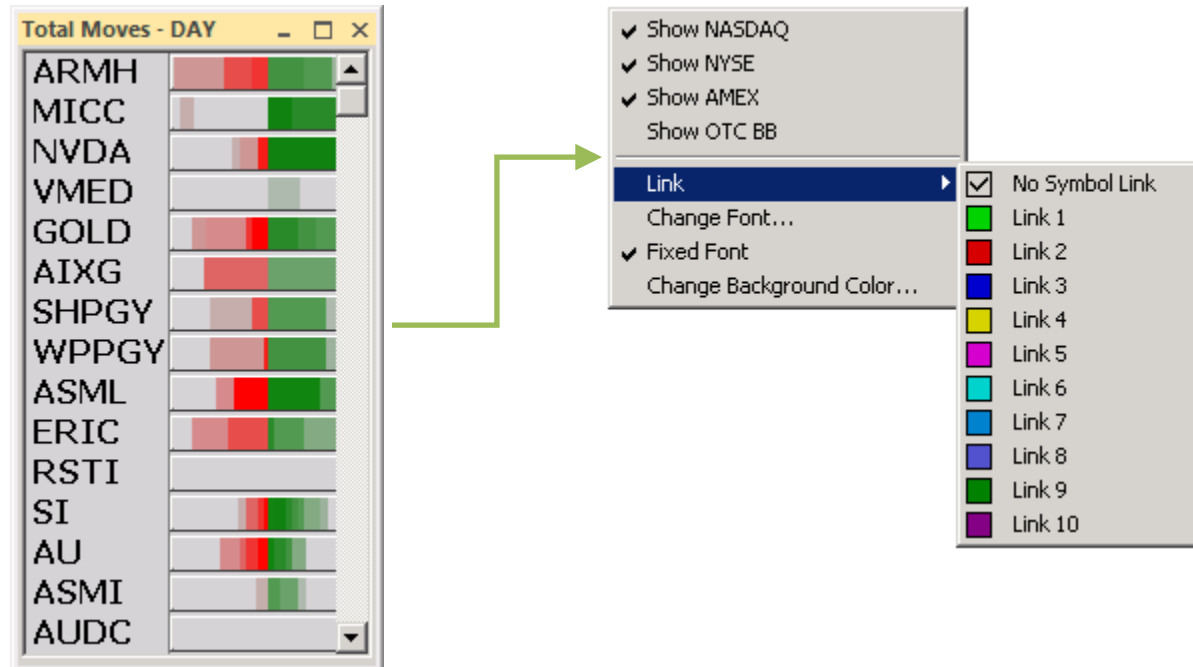 Total Moves - DAY
ARMH
MICC
NVDA
VMED
GOLD
AIXG
SHPGY
WPPGY
ASML
ERIC
RSTI
SI
AU
ASMI
AUDC
Show NASDAQ
Show NYSE
Show AMEX
Show OTC BB
Link
Change Font...
Fixed Font
Change Background Color...
No Symbol Link
Link 1
Link 2
Link 3
Link 4
Link 5
Link 6
Link 7
Link 8
Link 9
Link 10